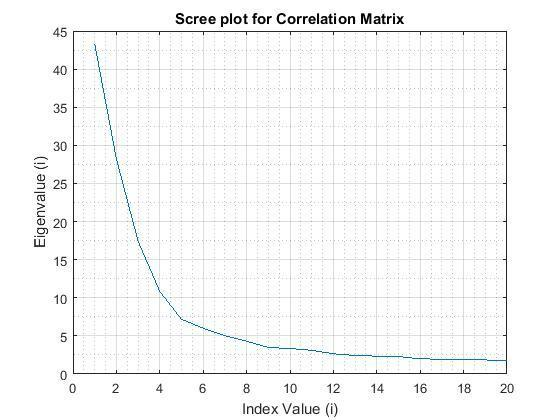 Scree plot for Correlation Matrix
45
40
35
30
25
20
15
10
5
0
Eigenvalue (i)
0 2 4 6 8 10 12 14 16 18 20
Index Value (i)